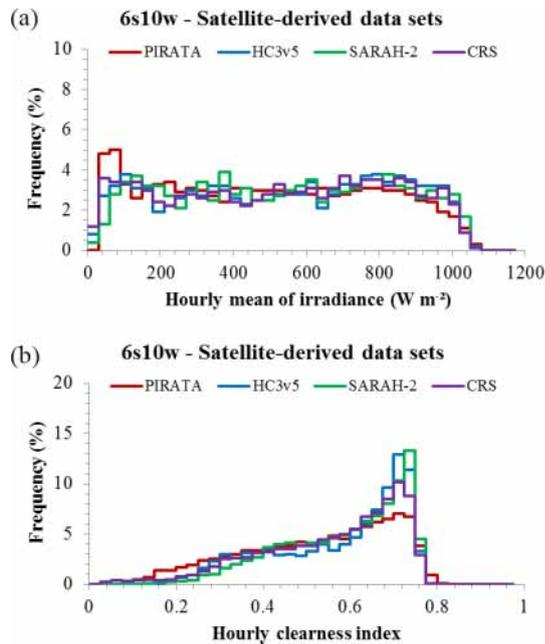 (a)
6s10w - Satellite-derived data sets
PIRATA HC3v5 SARAH-2 CRS
10
8
6
4
2
0
Frequency (%)
0 200 400 600 800 1000 1200
Hourly mean of irradiance (W m⁻²)
(b)
6s10w - Satellite-derived data sets
PIRATA HC3v5 SARAH-2 CRS
20
15
10
5
0
Frequency (%)
0 0.2 0.4 0.6 0.8 1
Hourly clearness index